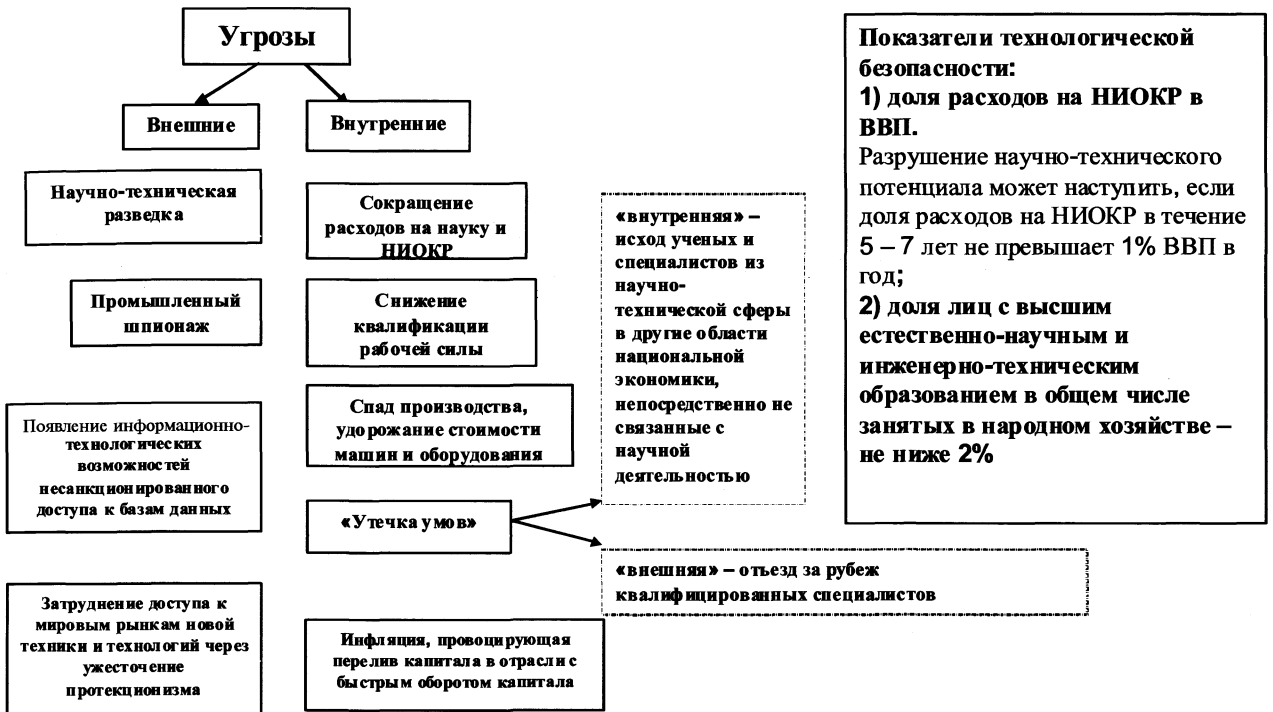 Угрозы
Внешние
Внутренние
Научно-техническая
разведка
Промышленный
шпионаж
Появление информационно-
технологических
возможностей
несанкционированного
доступа к базам данных
Затруднение доступа к
мировым рынкам новой
техники и технологий через
ужесточение
протекционизма
Сокращение
расходов на науку и
НИОКР
Снижение
квалификации
рабочей силы
Спад производства,
удорожание стоимости
машин и оборудования
«Утечка умов»
Инфляция, провоцирующая
перелив капитала в отрасли с
быстрым оборотом капитала
«внутренняя» –
исход ученых и
специалистов из
научно-
технической сферы
в другие области
национальной
экономики,
непосредственно не
связанные с
научной
деятельностью
«внешняя» – отъезд за рубеж
квалифицированных специалистов
Показатели технологической
безопасности:
1) доля расходов на НИОКР в
ВВП.
Разрушение научно-технического
потенциала может наступить, если
доля расходов на НИОКР в течение
5 – 7 лет не превышает 1% ВВП в
год;
2) доля лиц с высшим
естественно-научным и
инженерно-техническим
образованием в общем числе
занятых в народном хозяйстве –
не ниже 2%